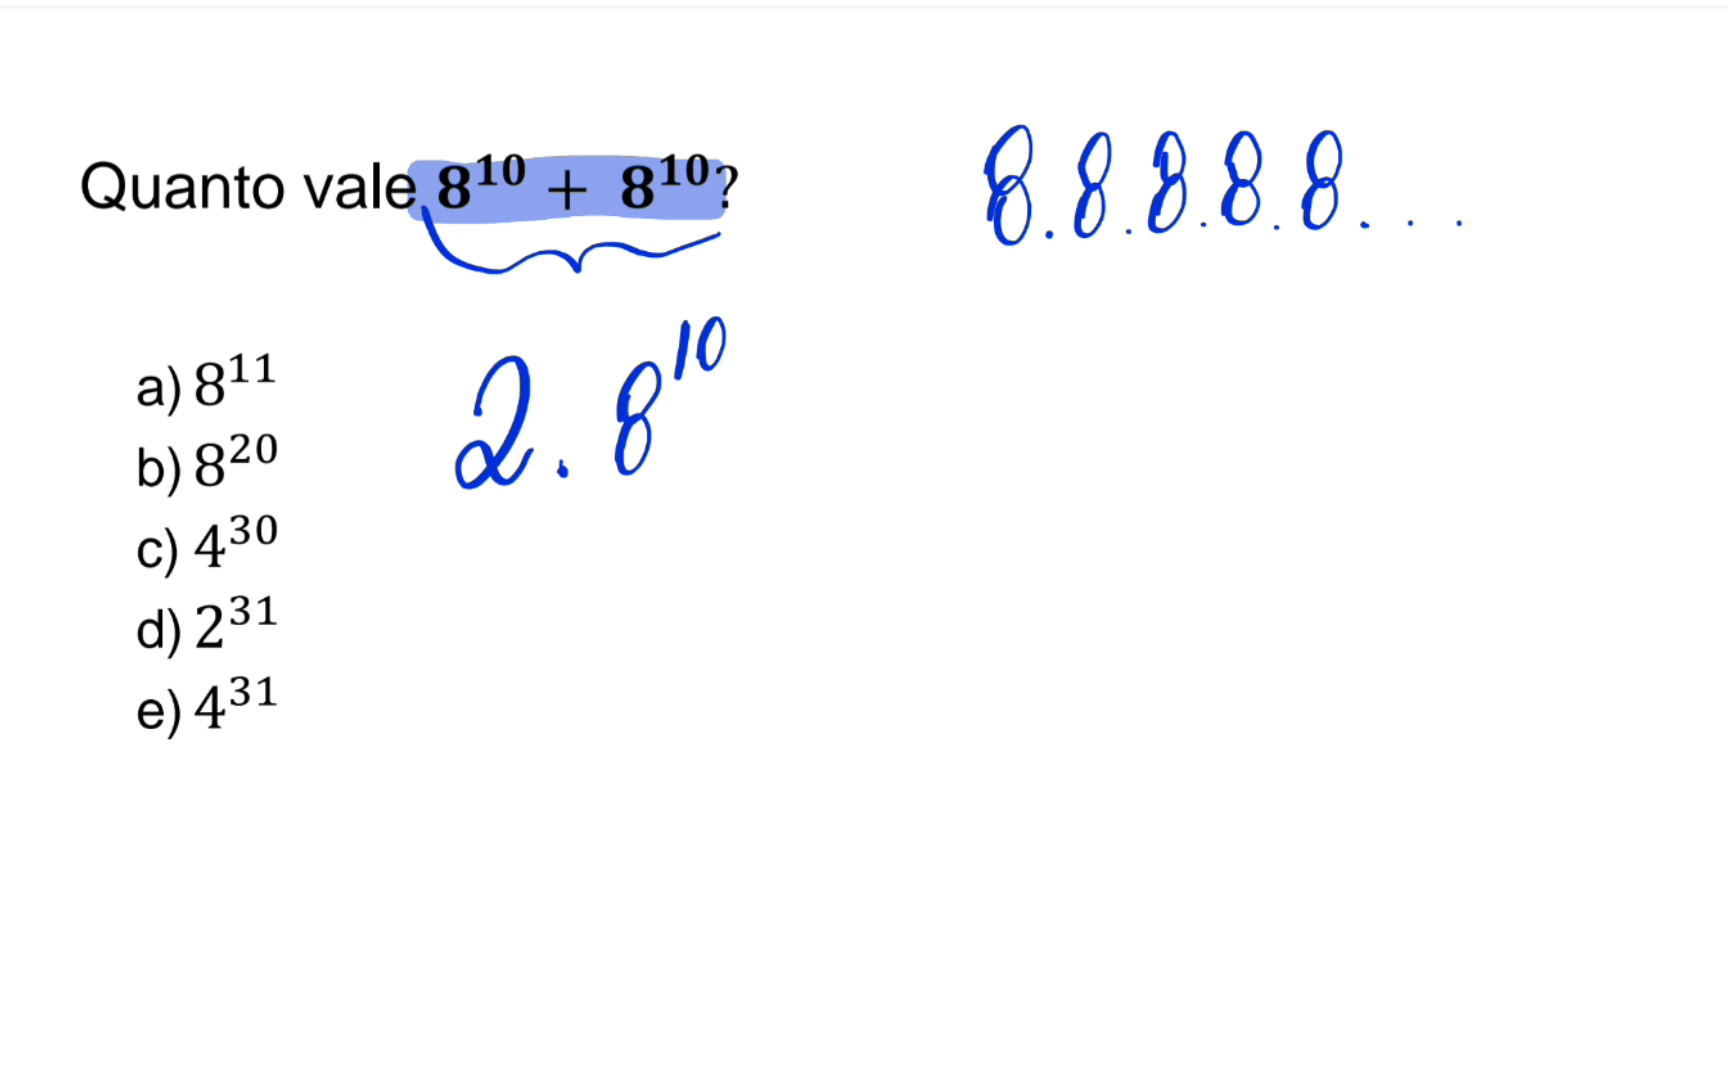 Quanto vale 8¹⁰ + 8¹⁰?
8.8.8.8.8...
2.8¹⁰
a) 8¹¹
b) 8²⁰
c) 4³⁰
d) 2³¹
e) 4³¹